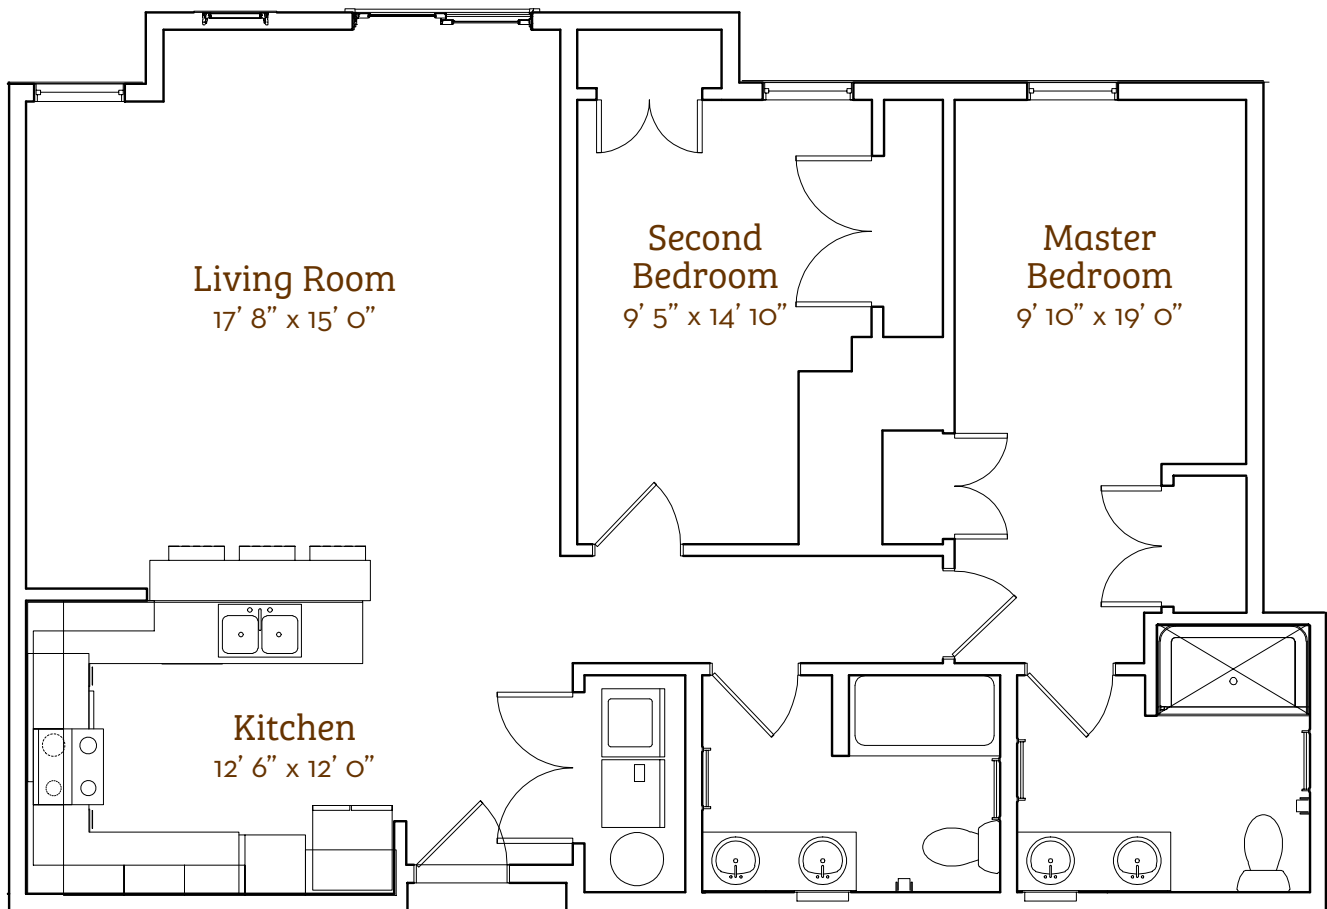 Living Room
17’ 8” x 15’ 0”
Second
Bedroom
9’ 5” x 14’ 10”
Master
Bedroom
9’ 10” x 19’ 0”
Kitchen
12’ 6” x 12’ 0”